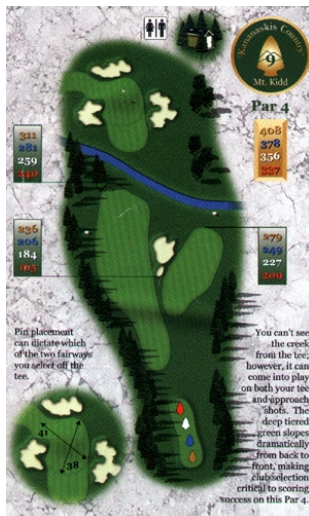 Kananaskis Country
9
Mt. Kidd
Par 4
311
281
259
240
408
378
356
337
236
206
184
279
249
227
200
Pin placement
can dictate which
of the two fairways
you select off the
tee.
You can't see
the creek
from the tee;
however, it can
come into play
on both your tee
and approach
shots. The
deep tiered
green slopes
dramatically
from back to
front, making
club selection
critical to scoring
success on this Par 4.
41
38